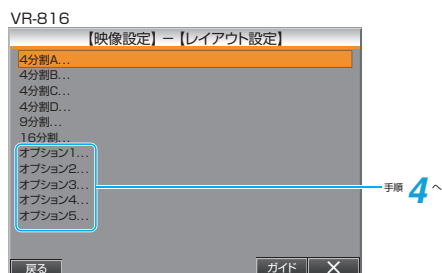 VR-816
【映像設定】－【レイアウト設定】
4分割A...
4分割B...
4分割C...
4分割D...
9分割...
16分割...
オプション1...
オプション2...
オプション3...
オプション4...
オプション5...
手順 4 へ
戻る ガイド ✕